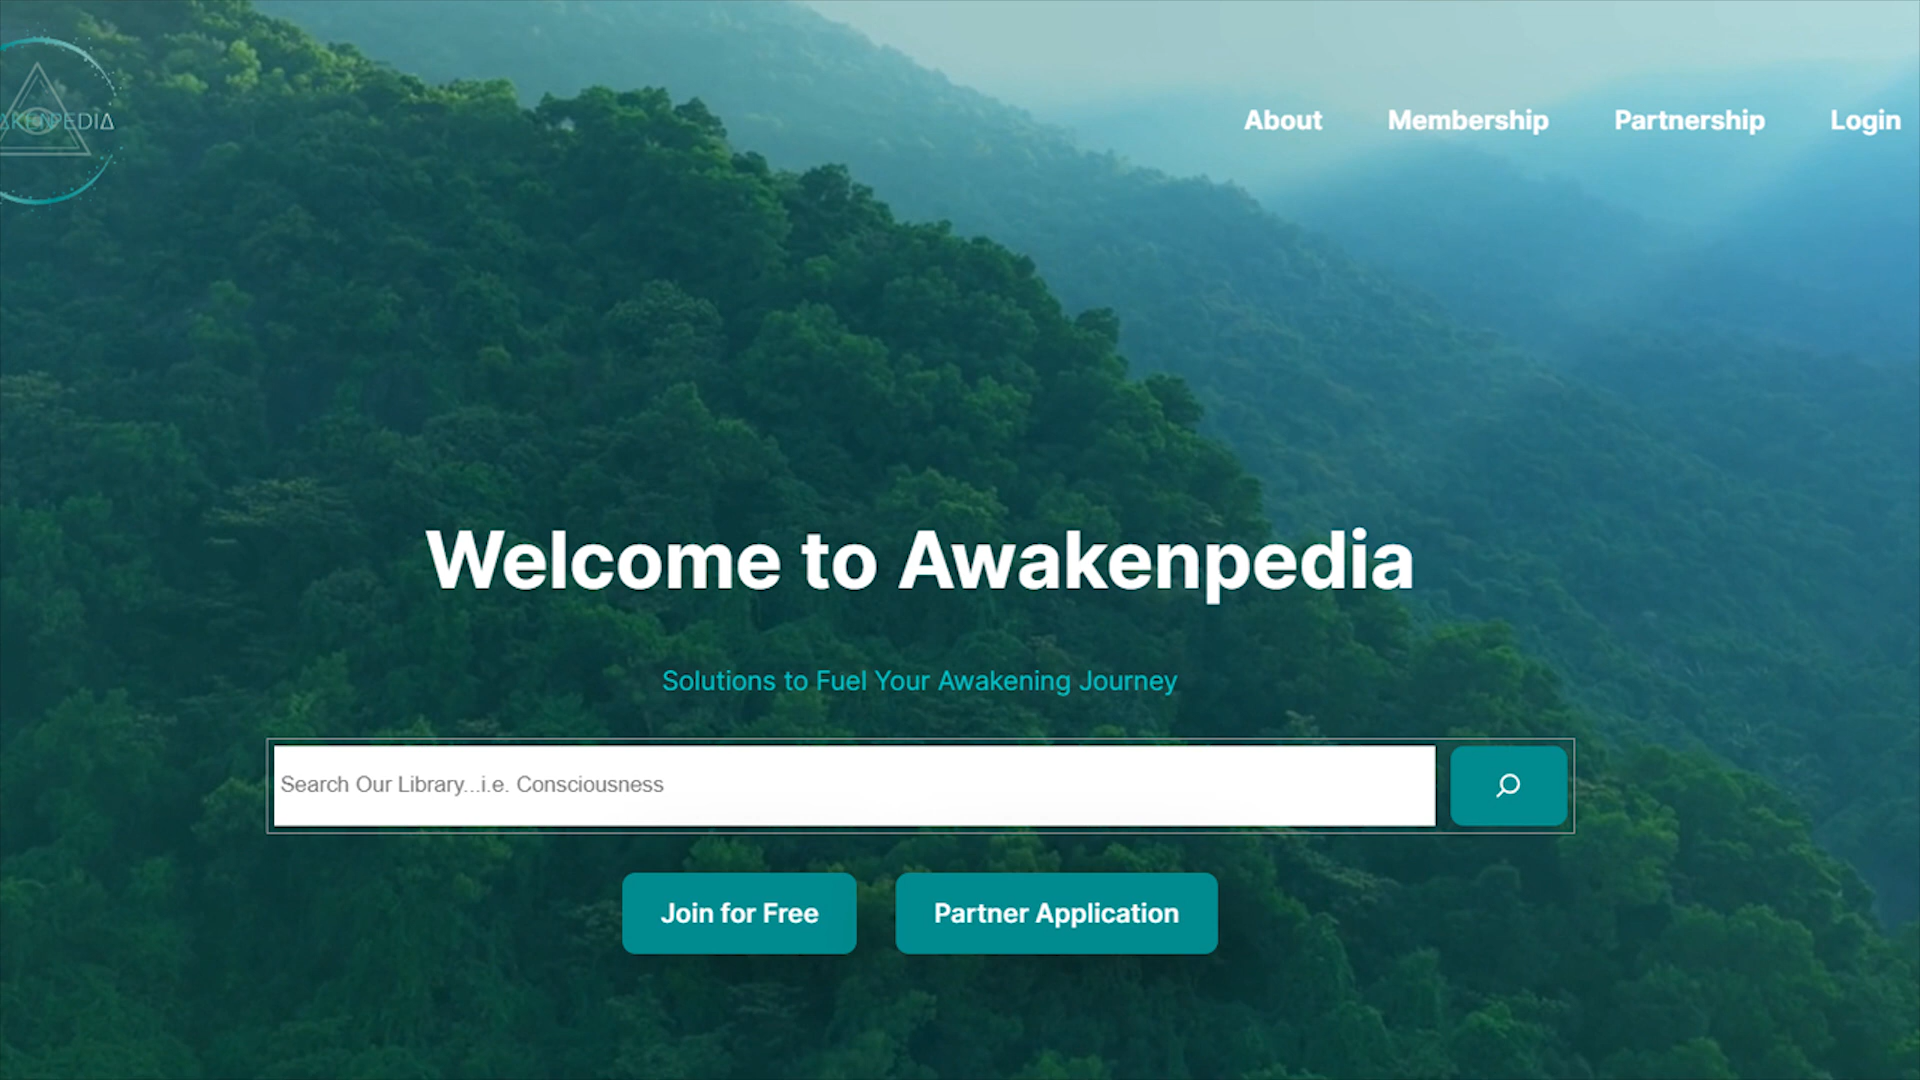 About Membership Partnership Login
Welcome to Awakenpedia
Solutions to Fuel Your Awakening Journey
Search Our Library...i.e. Consciousness
Join for Free Partner Application